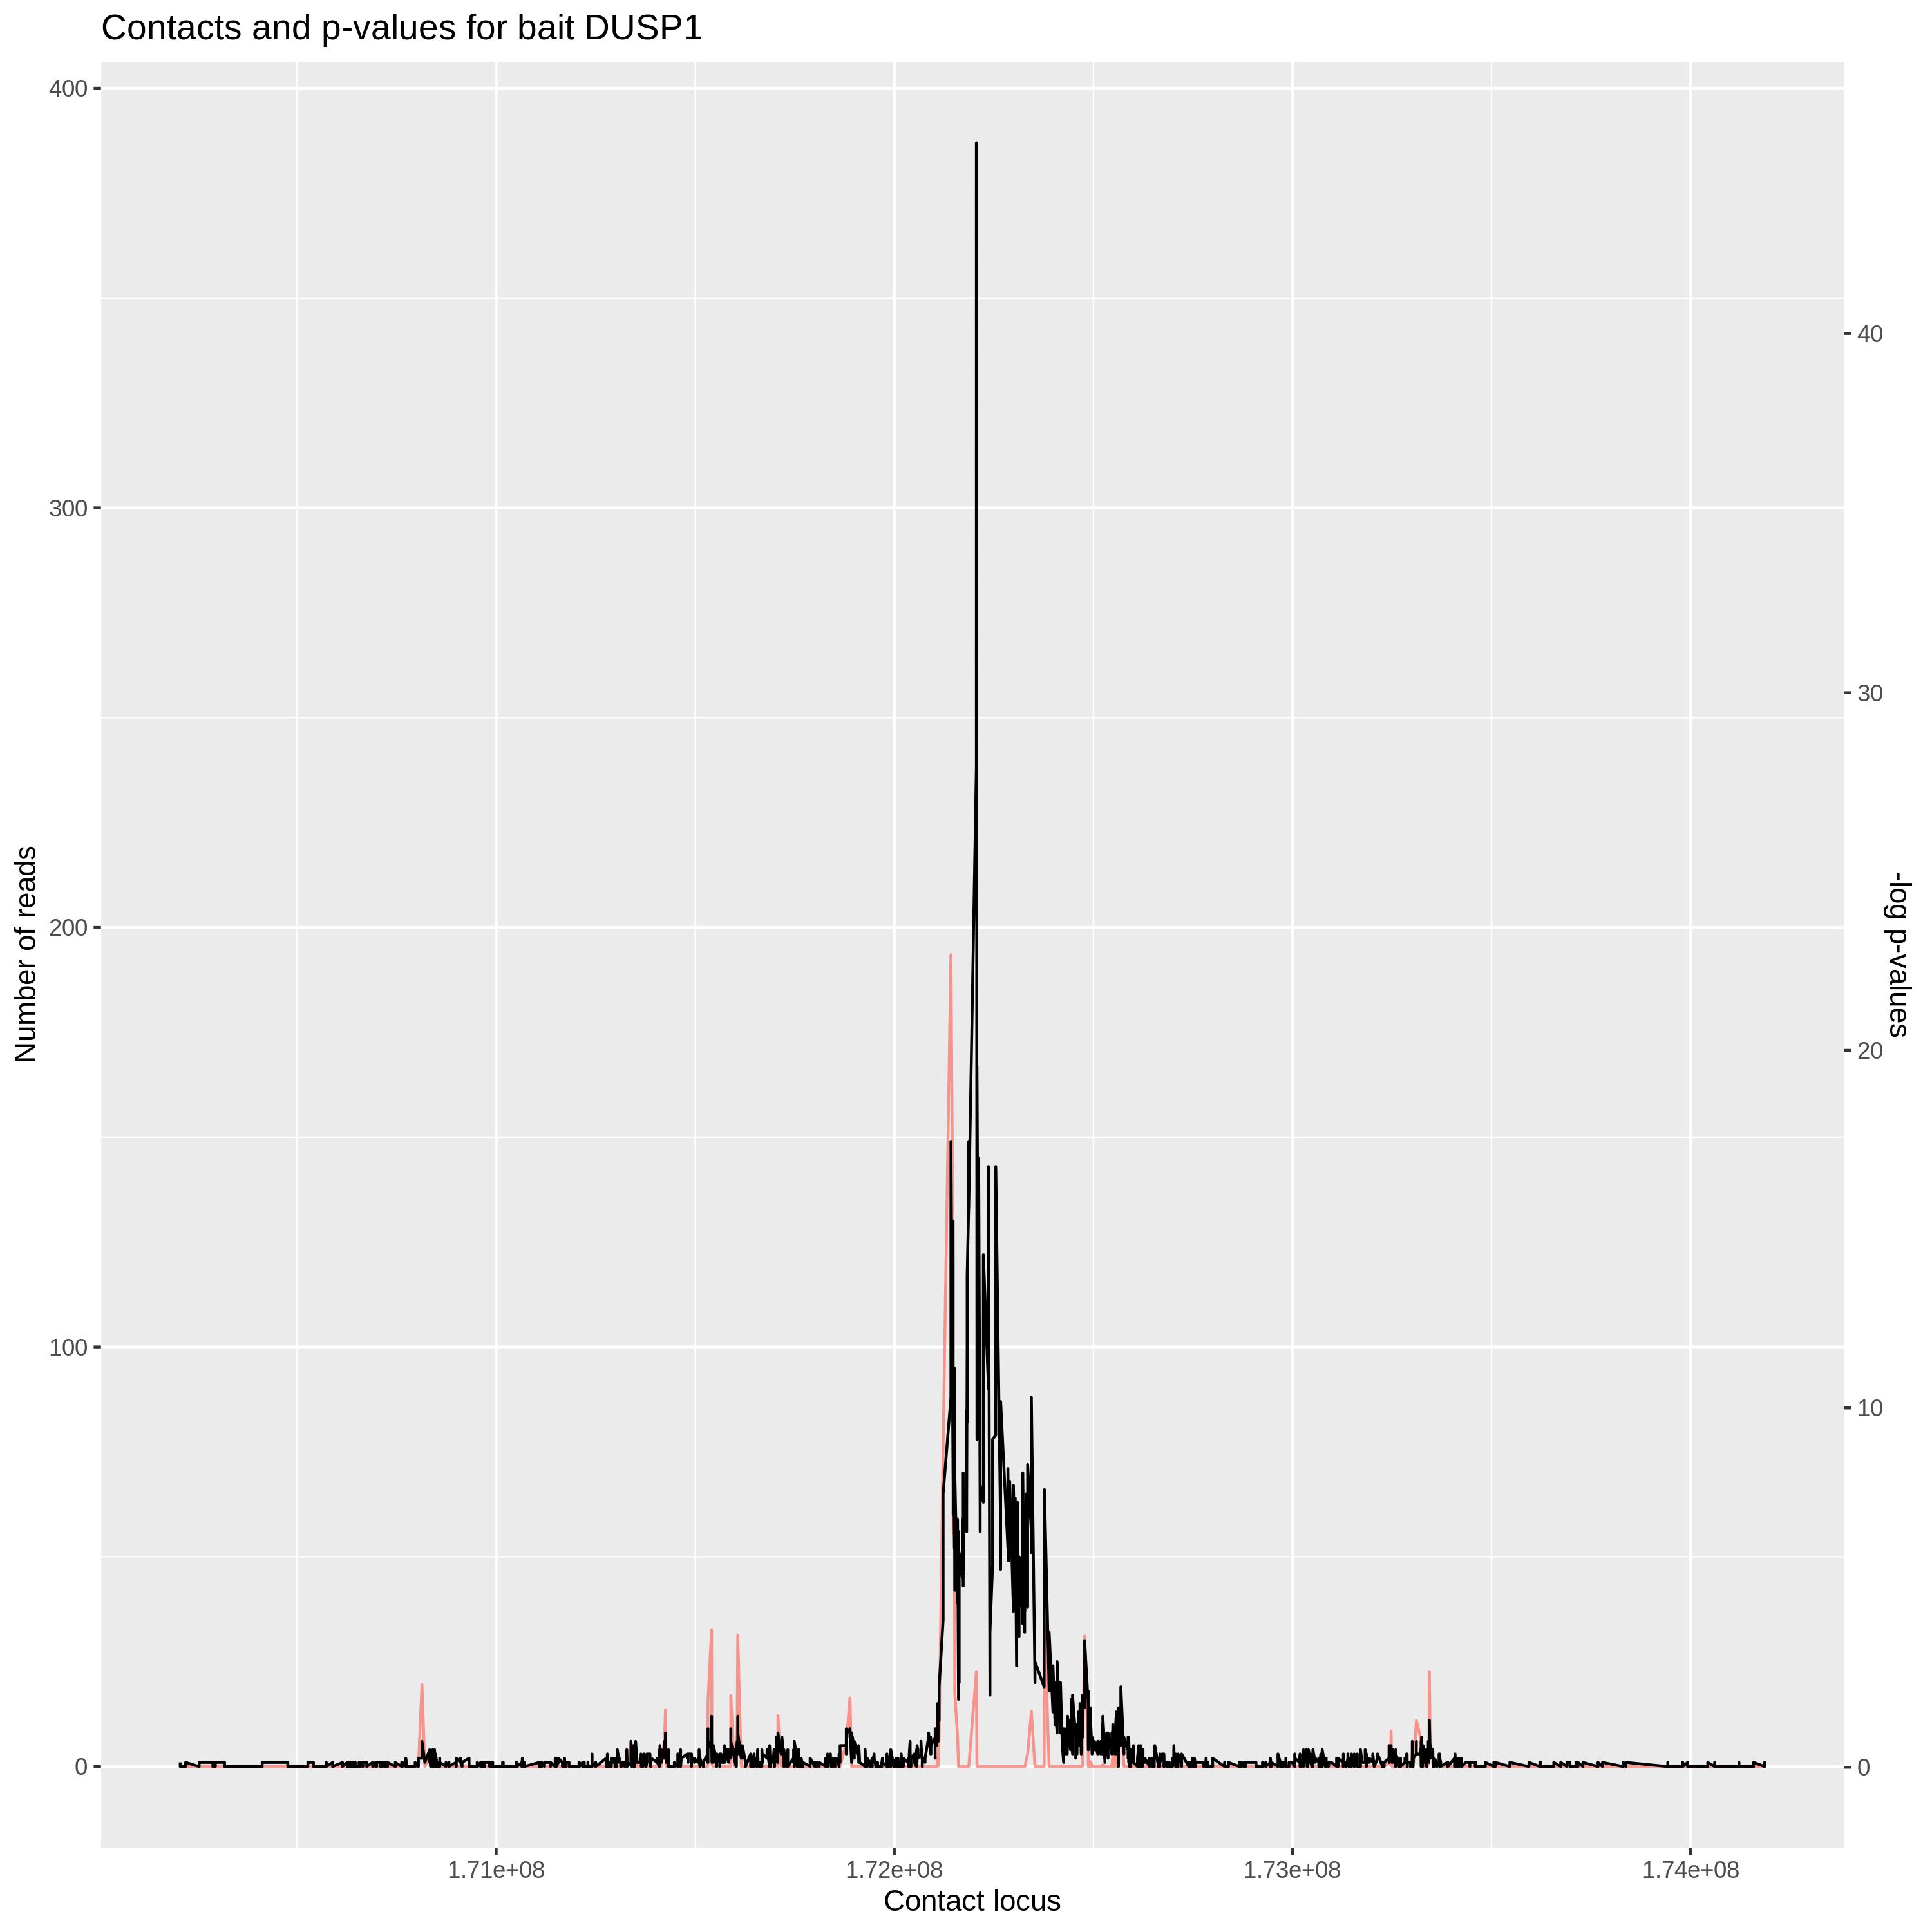 Contacts and p-values for bait DUSP1
400
300
200
100
0
Number of reads
40
30
20
10
0
-log p-values
1.71e+08
1.72e+08
1.73e+08
1.74e+08
Contact locus